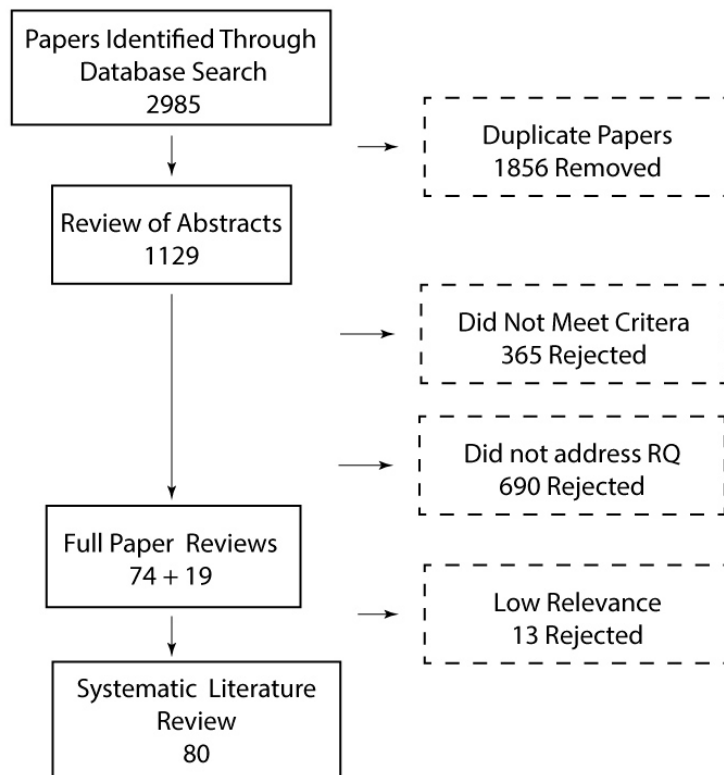 Papers Identified Through
Database Search
2985
Duplicate Papers
1856 Removed
Review of Abstracts
1129
Did Not Meet Critera
365 Rejected
Did not address RQ
690 Rejected
Full Paper Reviews
74 + 19
Low Relevance
13 Rejected
Systematic Literature
Review
80